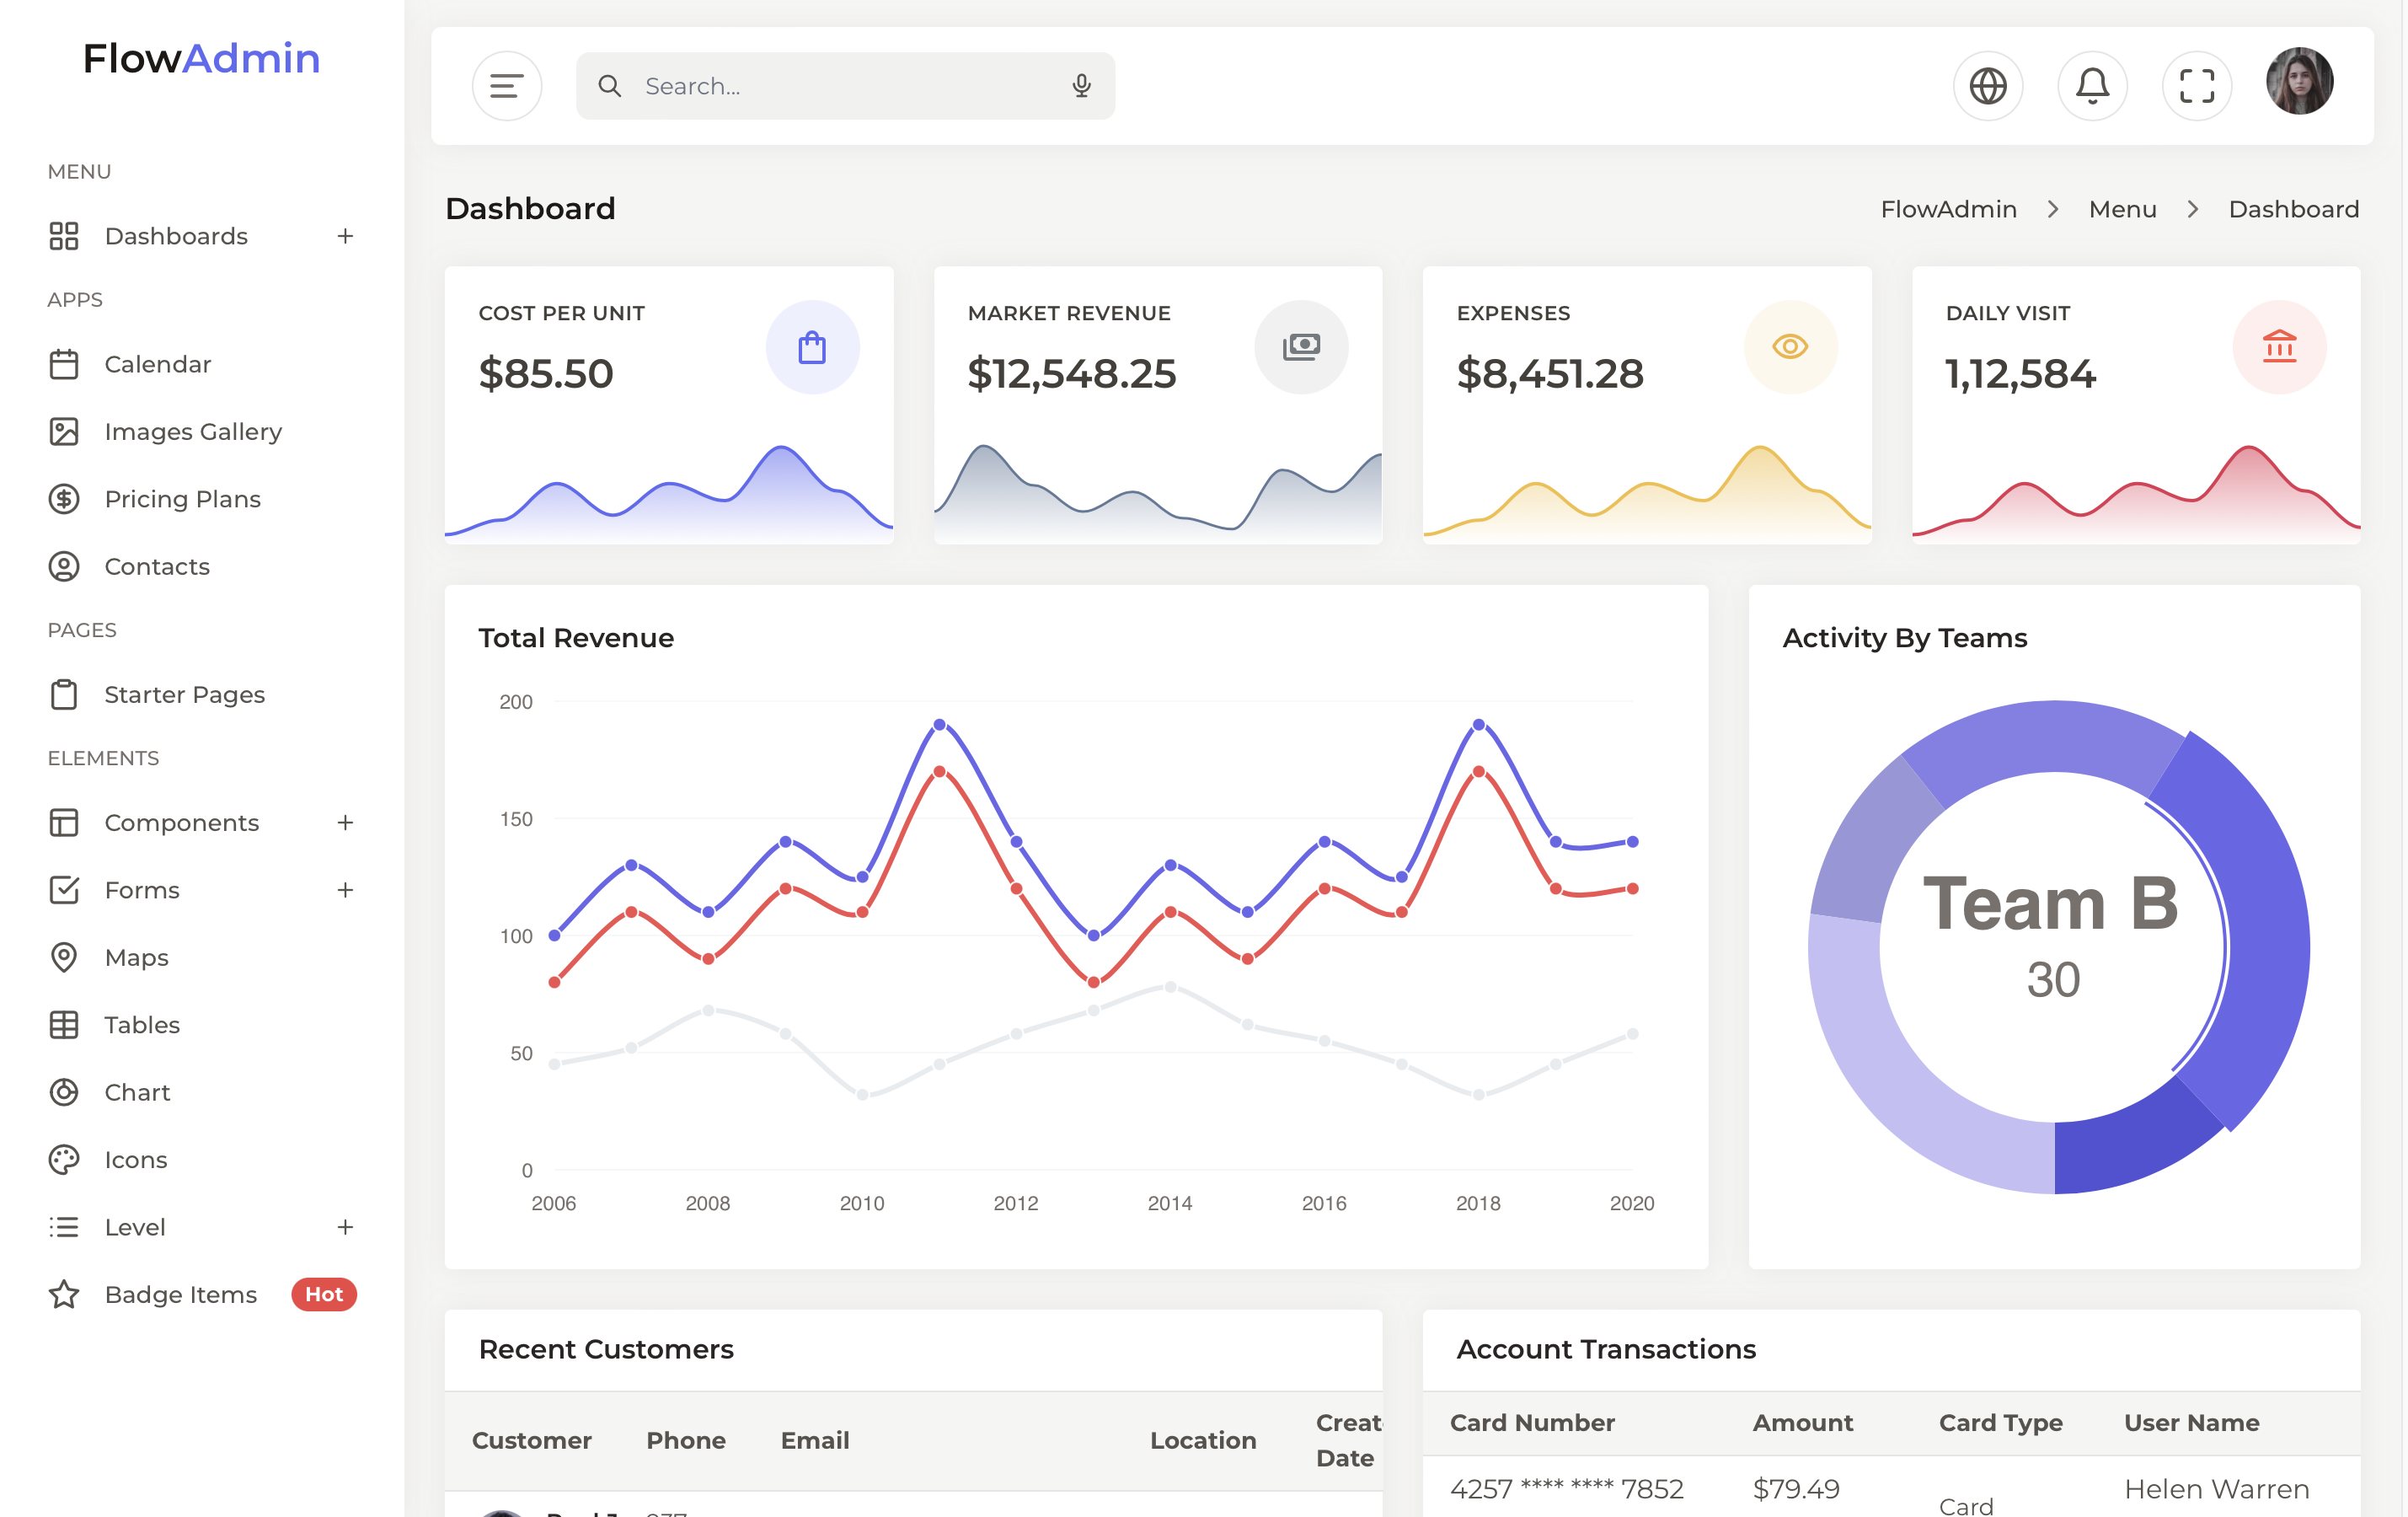 FlowAdmin
MENU
Dashboards +
APPS
Calendar
Images Gallery
Pricing Plans
Contacts
PAGES
Starter Pages
ELEMENTS
Components +
Forms +
Maps
Tables
Chart
Icons
Level +
Badge Items Hot
Search...
Dashboard
FlowAdmin > Menu > Dashboard
COST PER UNIT
$85.50
MARKET REVENUE
$12,548.25
EXPENSES
$8,451.28
DAILY VISIT
1,12,584
Total Revenue
200
150
100
50
0
2006 2008 2010 2012 2014 2016 2018 2020
Activity By Teams
Team B
30
Recent Customers
Customer Phone Email Location
Date
Account Transactions
Card Number Amount Card Type User Name
4257 **** **** 7852 $79.49 Card Helen Warren